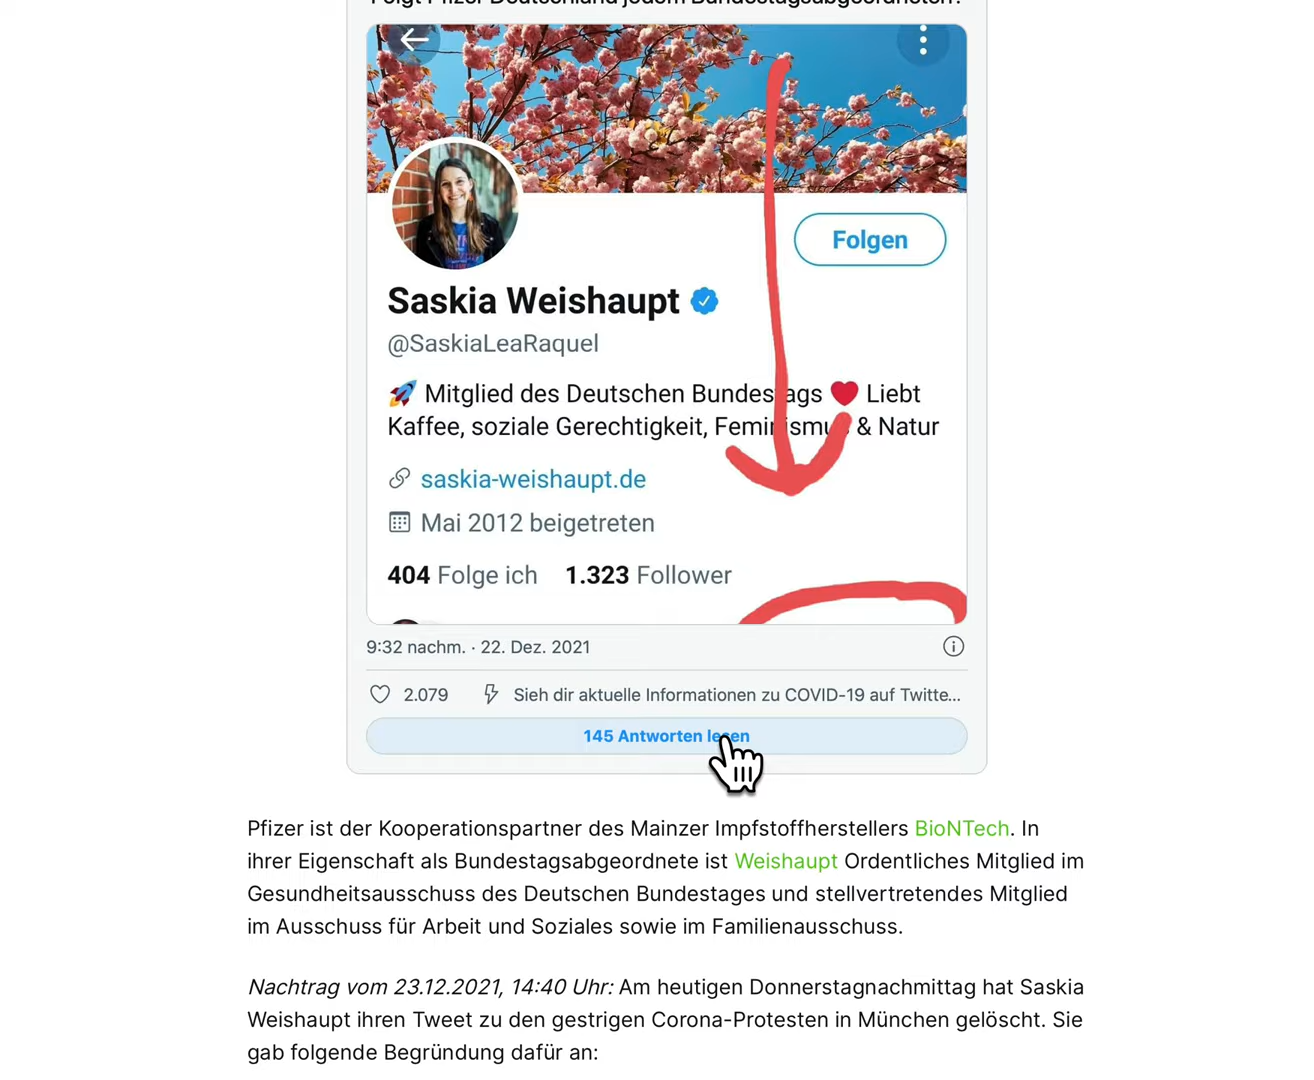 Folgt Pfizer Deutschland jedem Bundestagsabgeordneten?
Folgen
Saskia Weishaupt
@SaskiaLeaRaquel
🚀 Mitglied des Deutschen Bundestags ❤️ Liebt
Kaffee, soziale Gerechtigkeit, Feminismus & Natur
saskia-weishaupt.de
Mai 2012 beigetreten
404 Folge ich 1.323 Follower
9:32 nachm. · 22. Dez. 2021
2.079 Sieh dir aktuelle Informationen zu COVID-19 auf Twitte...
145 Antworten lesen
Pfizer ist der Kooperationspartner des Mainzer Impfstoffherstellers BioNTech. In
ihrer Eigenschaft als Bundestagsabgeordnete ist Weishaupt Ordentliches Mitglied im
Gesundheitsausschuss des Deutschen Bundestages und stellvertretendes Mitglied
im Ausschuss für Arbeit und Soziales sowie im Familienausschuss.
Nachtrag vom 23.12.2021, 14:40 Uhr: Am heutigen Donnerstagnachmittag hat Saskia
Weishaupt ihren Tweet zu den gestrigen Corona-Protesten in München gelöscht. Sie
gab folgende Begründung dafür an: